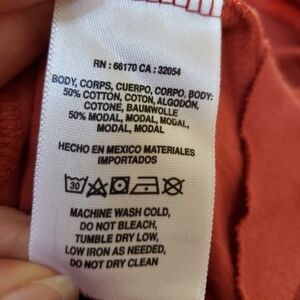 RN : 66170 CA : 32054
BODY, CORPS, CUERPO, CORPO, BODY:
50% COTTON, COTON, ALGODÓN,
COTONE, BAUMWOLLE
50% MODAL, MODAL, MODAL,
MODAL, MODAL
HECHO EN MEXICO MATERIALES
IMPORTADOS
30
MACHINE WASH COLD,
DO NOT BLEACH,
TUMBLE DRY LOW,
LOW IRON AS NEEDED,
DO NOT DRY CLEAN